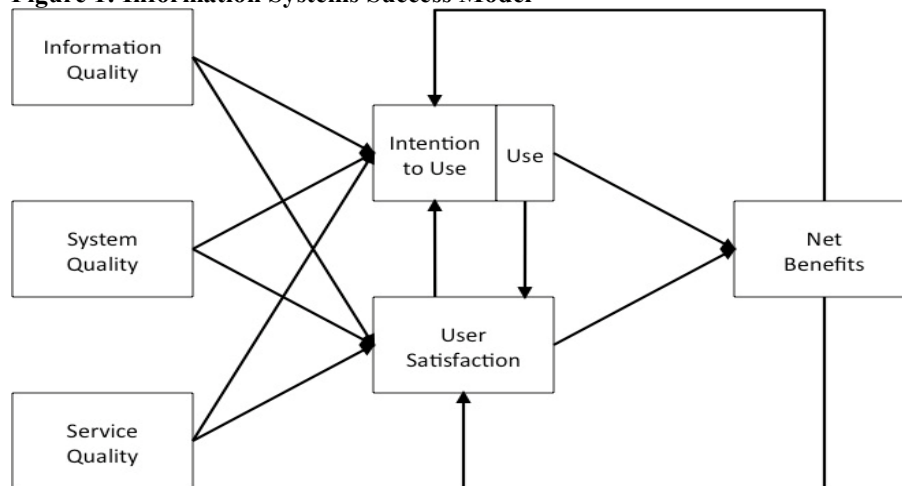 Figure 1: Information Systems Success Model
Information
Quality
Intention
to Use
Use
System
Quality
Net
Benefits
User
Satisfaction
Service
Quality